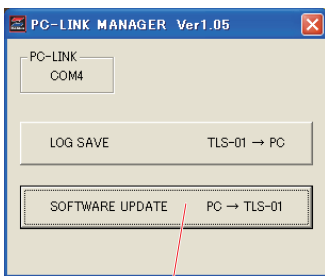 PC-LINK MANAGER Ver1.05
PC-LINK
COM4
LOG SAVE TLS-01 → PC
SOFTWARE UPDATE PC → TLS-01